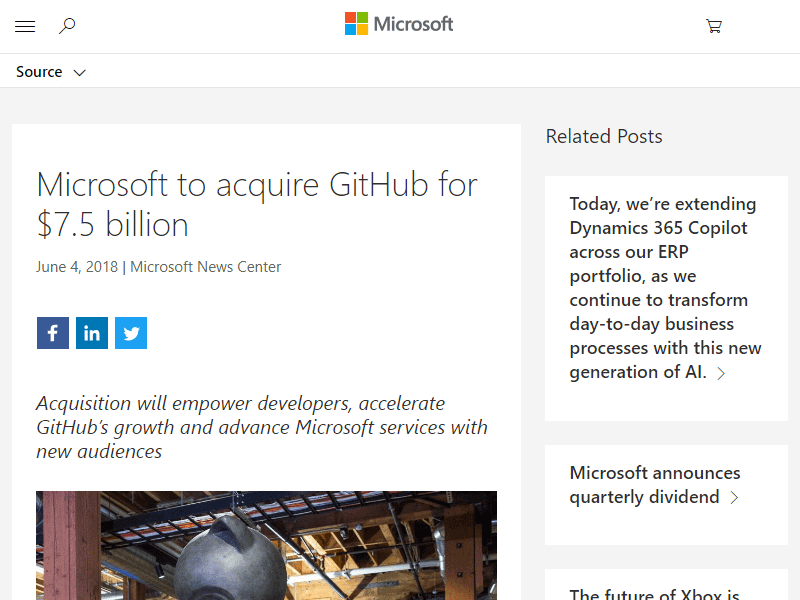 Microsoft
Source
Microsoft to acquire GitHub for
$7.5 billion
June 4, 2018 | Microsoft News Center
Acquisition will empower developers, accelerate
GitHub's growth and advance Microsoft services with
new audiences
Related Posts
Today, we’re extending
Dynamics 365 Copilot
across our ERP
portfolio, as we
continue to transform
day-to-day business
processes with this new
generation of AI.
Microsoft announces
quarterly dividend
The future of Xbox is